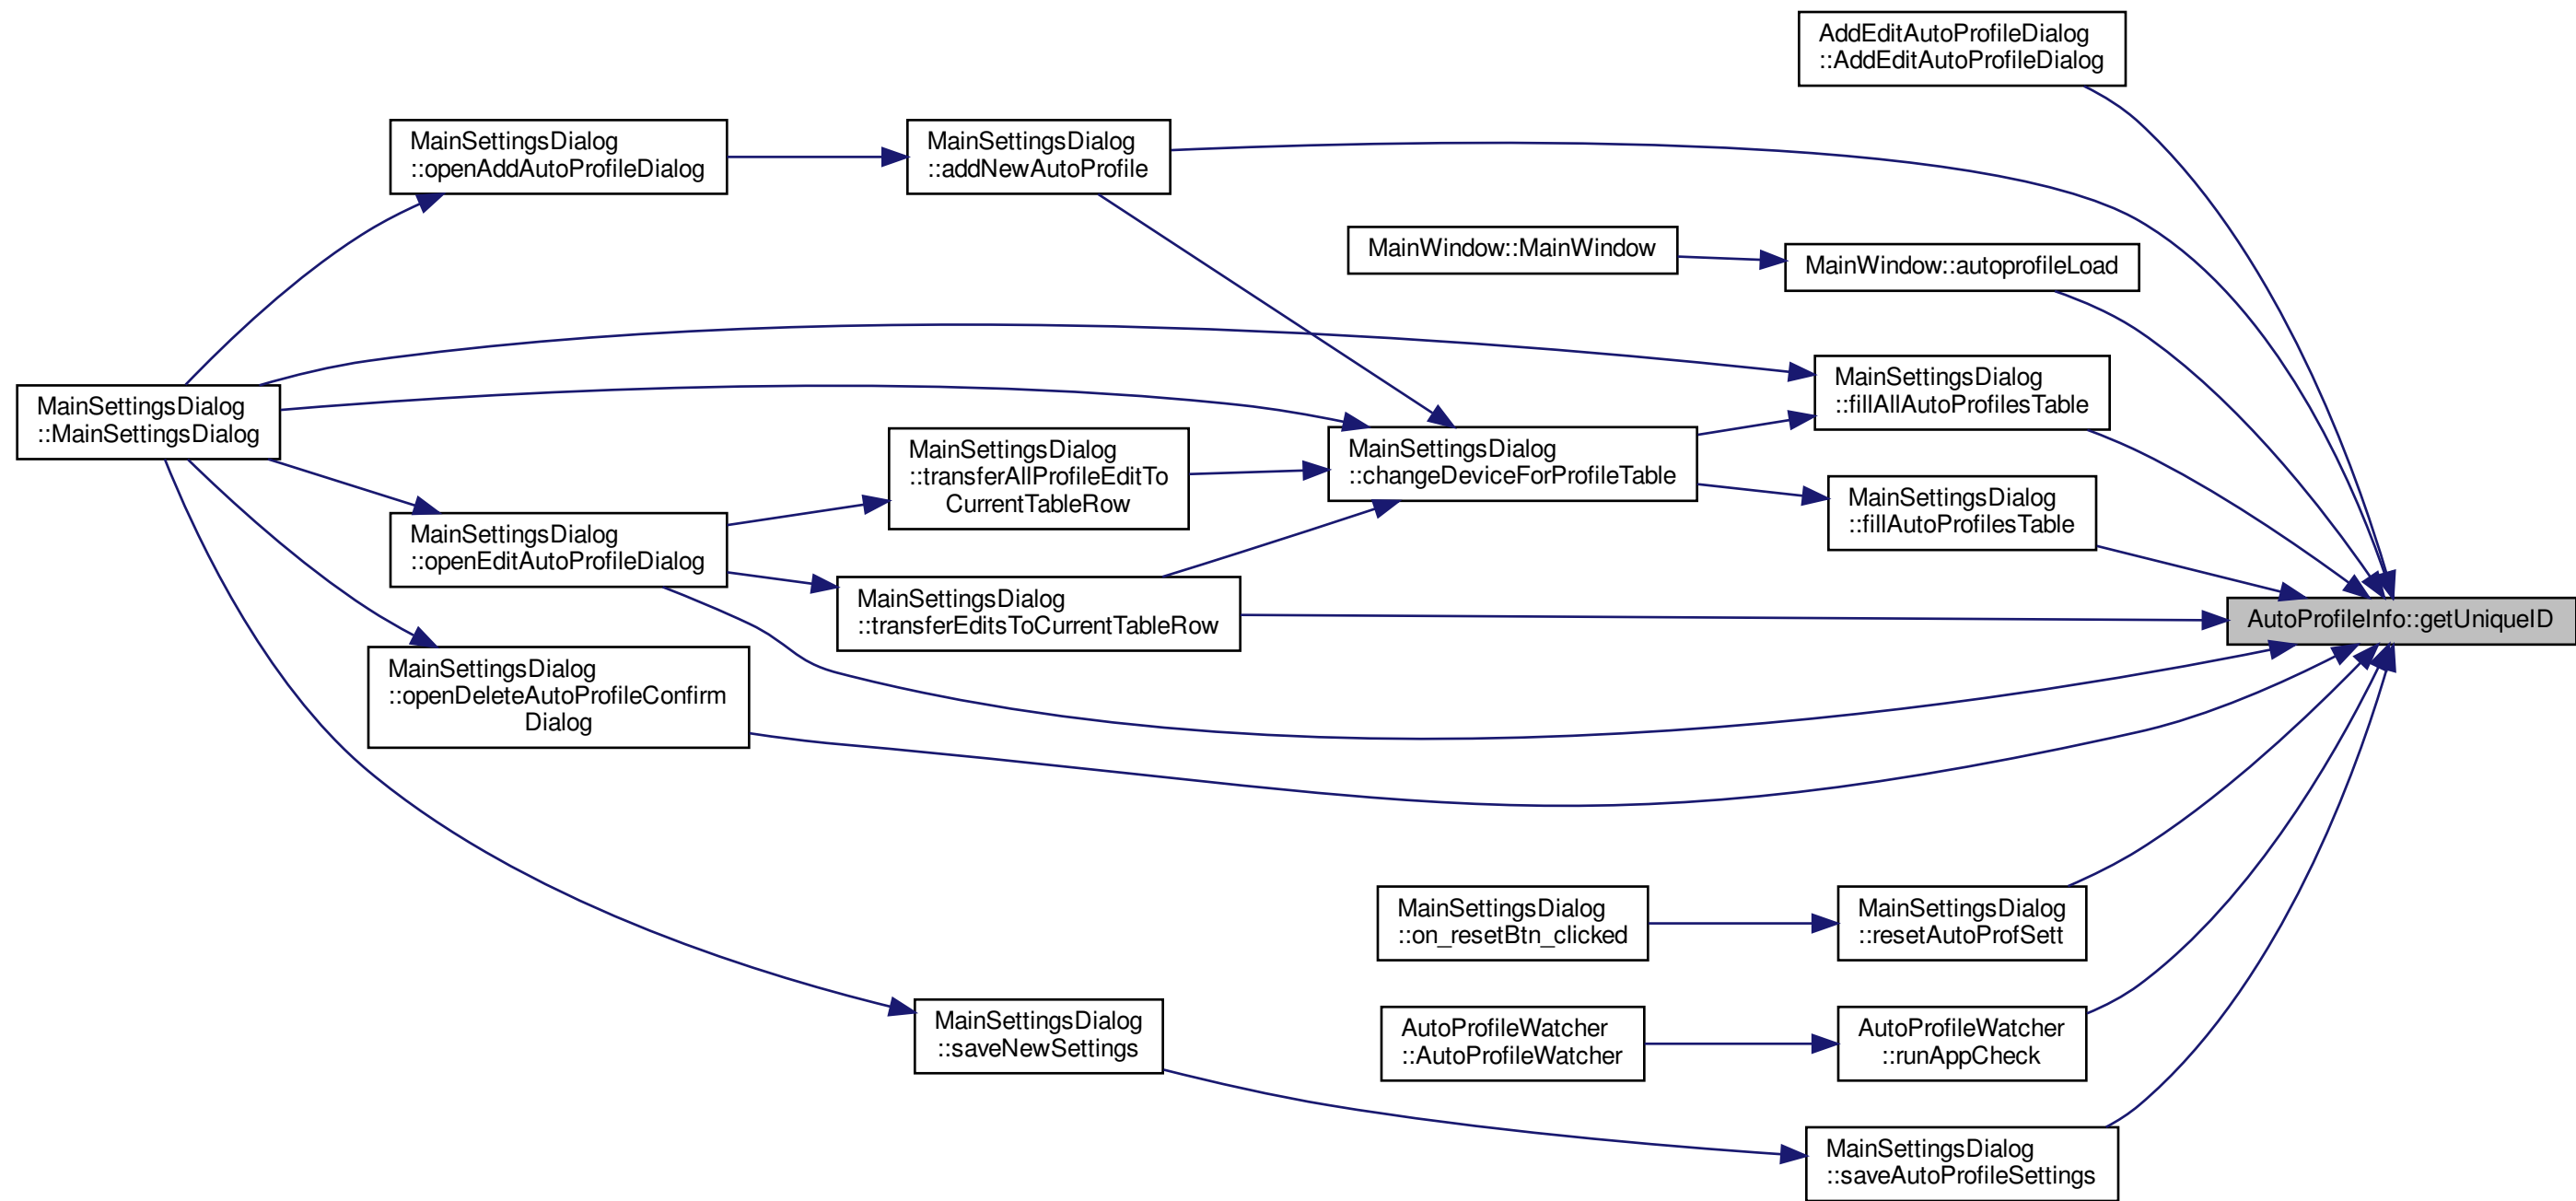 AddEditAutoProfileDialog
::AddEditAutoProfileDialog
MainSettingsDialog
::openAddAutoProfileDialog
MainSettingsDialog
::addNewAutoProfile
MainWindow::MainWindow
MainWindow::autoprofileLoad
MainSettingsDialog
::fillAllAutoProfilesTable
MainSettingsDialog
::MainSettingsDialog
MainSettingsDialog
::transferAllProfileEditTo
CurrentTableRow
MainSettingsDialog
::changeDeviceForProfileTable
MainSettingsDialog
::fillAutoProfilesTable
MainSettingsDialog
::openEditAutoProfileDialog
MainSettingsDialog
::transferEditsToCurrentTableRow
AutoProfileInfo::getUniqueID
MainSettingsDialog
::openDeleteAutoProfileConfirm
Dialog
MainSettingsDialog
::on_resetBtn_clicked
MainSettingsDialog
::resetAutoProfSett
MainSettingsDialog
::saveNewSettings
AutoProfileWatcher
::AutoProfileWatcher
AutoProfileWatcher
::runAppCheck
MainSettingsDialog
::saveAutoProfileSettings